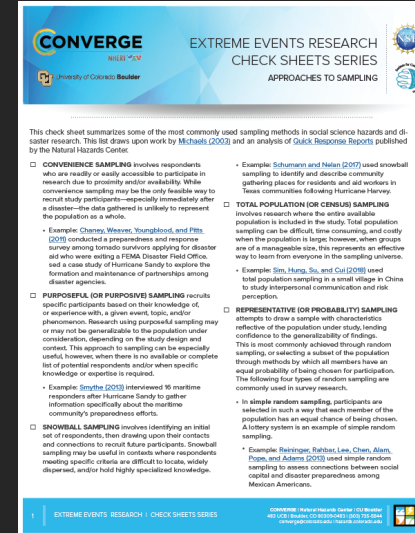 CONVERGE
EXTREME EVENTS RESEARCH
CHECK SHEETS SERIES
University of Colorado Boulder
APPROACHES TO SAMPLING
This check sheet summarizes some of the most commonly used sampling methods in social science hazards and di-
saster research. This list draws upon work by Michaels (2003) and an analysis of Quick Response Reports published
by the Natural Hazards Center.
□ CONVENIENCE SAMPLING involves respondents
who are readily or easily accessible to participate in
research due to proximity and/or availability. While
convenience sampling may be the only feasible way to
recruit study participants—especially immediately after
a disaster—the data gathered is unlikely to represent
the population as a whole.
• Example: Chaney, Weaver, Youngblood, and Pitts
(2011) conducted a preparedness and response
survey among tornado survivors applying for disaster
aid who were exiting a FEMA Disaster Field Office.
sed a case study of Hurricane Sandy to explore the
formation and maintenance of partnerships among
disaster agencies.
□ PURPOSEFUL (OR PURPOSIVE) SAMPLING recruits
specific participants based on their knowledge of,
or experience with, a given event, topic, and/or
phenomenon. Research using purposeful sampling may
or may not be generalizable to the population under
consideration, depending on the study design and
context. This approach to sampling can be especially
useful, however, when there is no available or complete
list of potential respondents and/or when specific
knowledge or expertise is required.
• Example: Smythe (2013) interviewed 16 maritime
responders after Hurricane Sandy to gather
information specifically about the maritime
community's preparedness efforts.
□ SNOWBALL SAMPLING involves identifying an initial
set of respondents, then drawing upon their contacts
and connections to recruit future participants. Snowball
sampling may be useful in contexts where respondents
meeting specific criteria are difficult to locate, widely
dispersed, and/or hold highly specialized knowledge.
• Example: Schumann and Nelan (2017) used snowball
sampling to identify and describe community
gathering places for residents and aid workers in
Texas communities following Hurricane Harvey.
□ TOTAL POPULATION (OR CENSUS) SAMPLING
involves research where the entire available
population is included in the study. Total population
sampling can be difficult, time consuming, and costly
when the population is large; however, when groups
are of a manageable size, this represents an effective
way to learn from everyone in the sampling universe.
• Example: Sim, Hung, Su, and Cui (2018) used
total population sampling in a small village in China
to study interpersonal communication and risk
perception.
□ REPRESENTATIVE (OR PROBABILITY) SAMPLING
attempts to draw a sample with characteristics
reflective of the population under study, lending
confidence to the generalizability of findings.
This is most commonly achieved through random
sampling, or selecting a subset of the population
through methods by which all members have an
equal probability of being chosen for participation.
The following four types of random sampling are
commonly used in survey research.
• In simple random sampling, participants are
selected in such a way that each member of the
population has an equal chance of being chosen.
A lottery system is an example of simple random
sampling.
* Example: Reininger, Rahbar, Lee, Chen, Alam,
Pope, and Adams (2013) used simple random
sampling to assess connections between social
capital and disaster preparedness among
Mexican Americans.
1 | EXTREME EVENTS RESEARCH | CHECK SHEETS SERIES
CONVERGE | Natural Hazards Center | CU Boulder